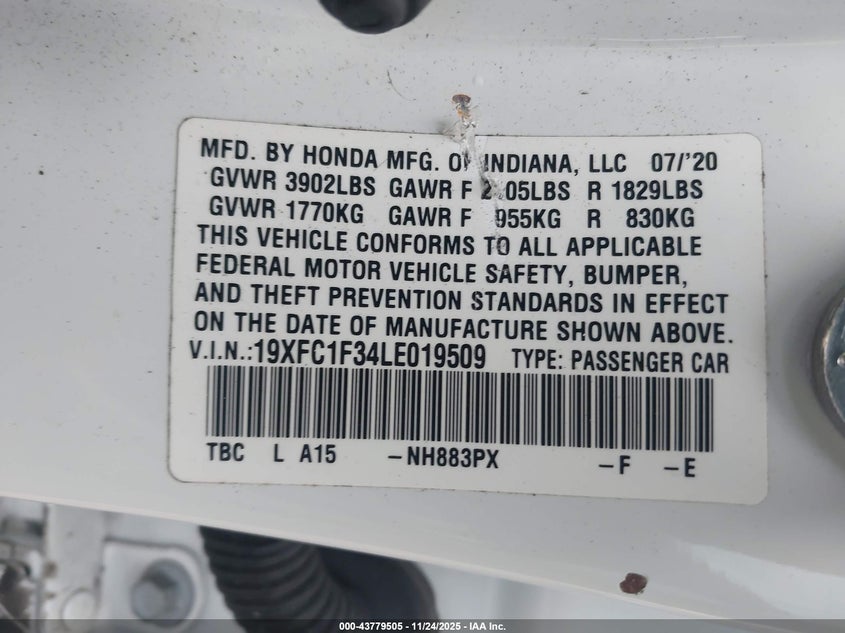 MFD. BY HONDA MFG. OF INDIANA, LLC 07/'20
GVWR 3902LBS GAWR F 2105LBS R 1829LBS
GVWR 1770KG GAWR F 955KG R 830KG
THIS VEHICLE CONFORMS TO ALL APPLICABLE
FEDERAL MOTOR VEHICLE SAFETY, BUMPER,
AND THEFT PREVENTION STANDARDS IN EFFECT
ON THE DATE OF MANUFACTURE SHOWN ABOVE.
V.I.N.:19XFC1F34LE019509 TYPE: PASSENGER CAR
TBC L A15 -NH883PX -F -E
000-43779505 - 11/24/2025 - IAA Inc.